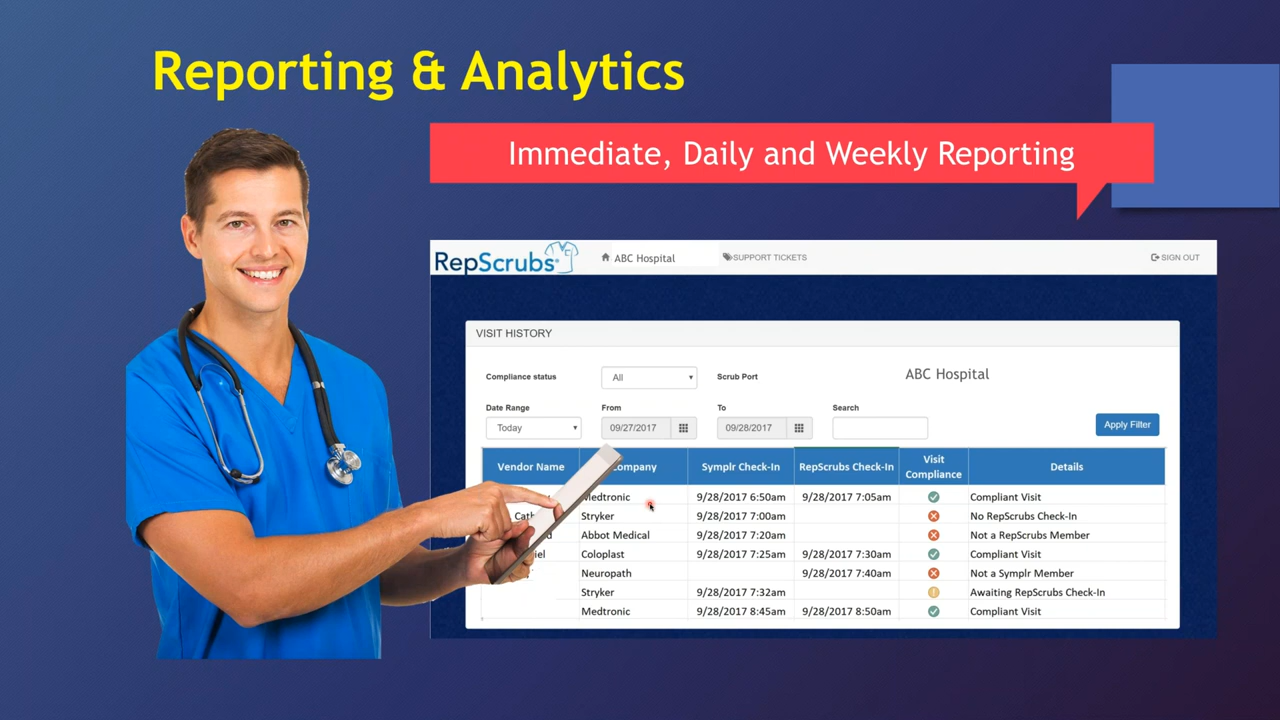 Reporting & Analytics
Immediate, Daily and Weekly Reporting
RepScrubs® ABC Hospital SUPPORT TICKETS SIGN OUT
VISIT HISTORY
Compliance status All Scrub Port ABC Hospital
Date Range From To Search
Today 09/27/2017 09/28/2017 Apply Filter
Vendor Name Company Symplr Check-In RepScrubs Check-In Visit Compliance Details
Medtronic 9/28/2017 6:50am 9/28/2017 7:05am Compliant Visit
Stryker 9/28/2017 7:00am No RepScrubs Check-In
Abbot Medical 9/28/2017 7:20am Not a RepScrubs Member
Coloplast 9/28/2017 7:25am 9/28/2017 7:30am Compliant Visit
Neuropath 9/28/2017 7:40am Not a Symplr Member
Stryker 9/28/2017 7:32am Awaiting RepScrubs Check-In
Medtronic 9/28/2017 8:45am 9/28/2017 8:50am Compliant Visit